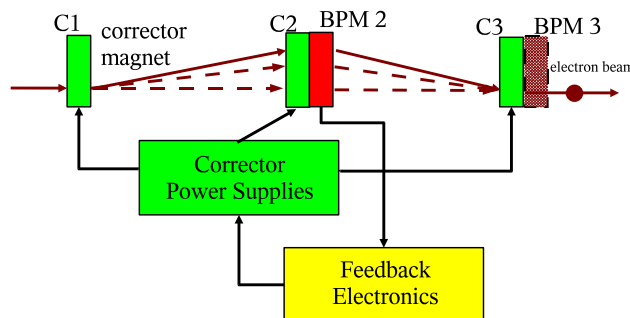 C1
corrector
magnet
C2
BPM 2
C3
BPM 3
electron beam
Corrector
Power Supplies
Feedback
Electronics